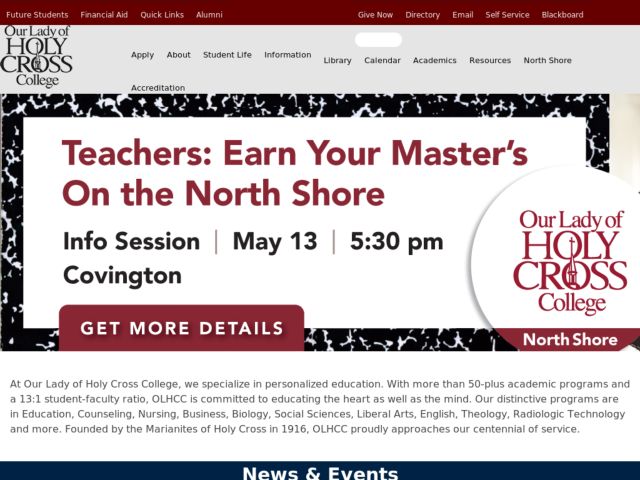 Future Students Financial Aid Quick Links Alumni Give Now Directory Email Self Service Blackboard
Our Lady of
HOLY
CROSS
College
Apply About Student Life Information Library Calendar Academics Resources North Shore
Accreditation
Teachers: Earn Your Master's
On the North Shore
Info Session | May 13 | 5:30 pm
Covington
GET MORE DETAILS
Our Lady of
HOLY
CROSS
College
North Shore
At Our Lady of Holy Cross College, we specialize in personalized education. With more than 50-plus academic programs and
a 13:1 student-faculty ratio, OLHCC is committed to educating the heart as well as the mind. Our distinctive programs are
in Education, Counseling, Nursing, Business, Biology, Social Sciences, Liberal Arts, English, Theology, Radiologic Technology
and more. Founded by the Marianites of Holy Cross in 1916, OLHCC proudly approaches our centennial of service.
News & Events